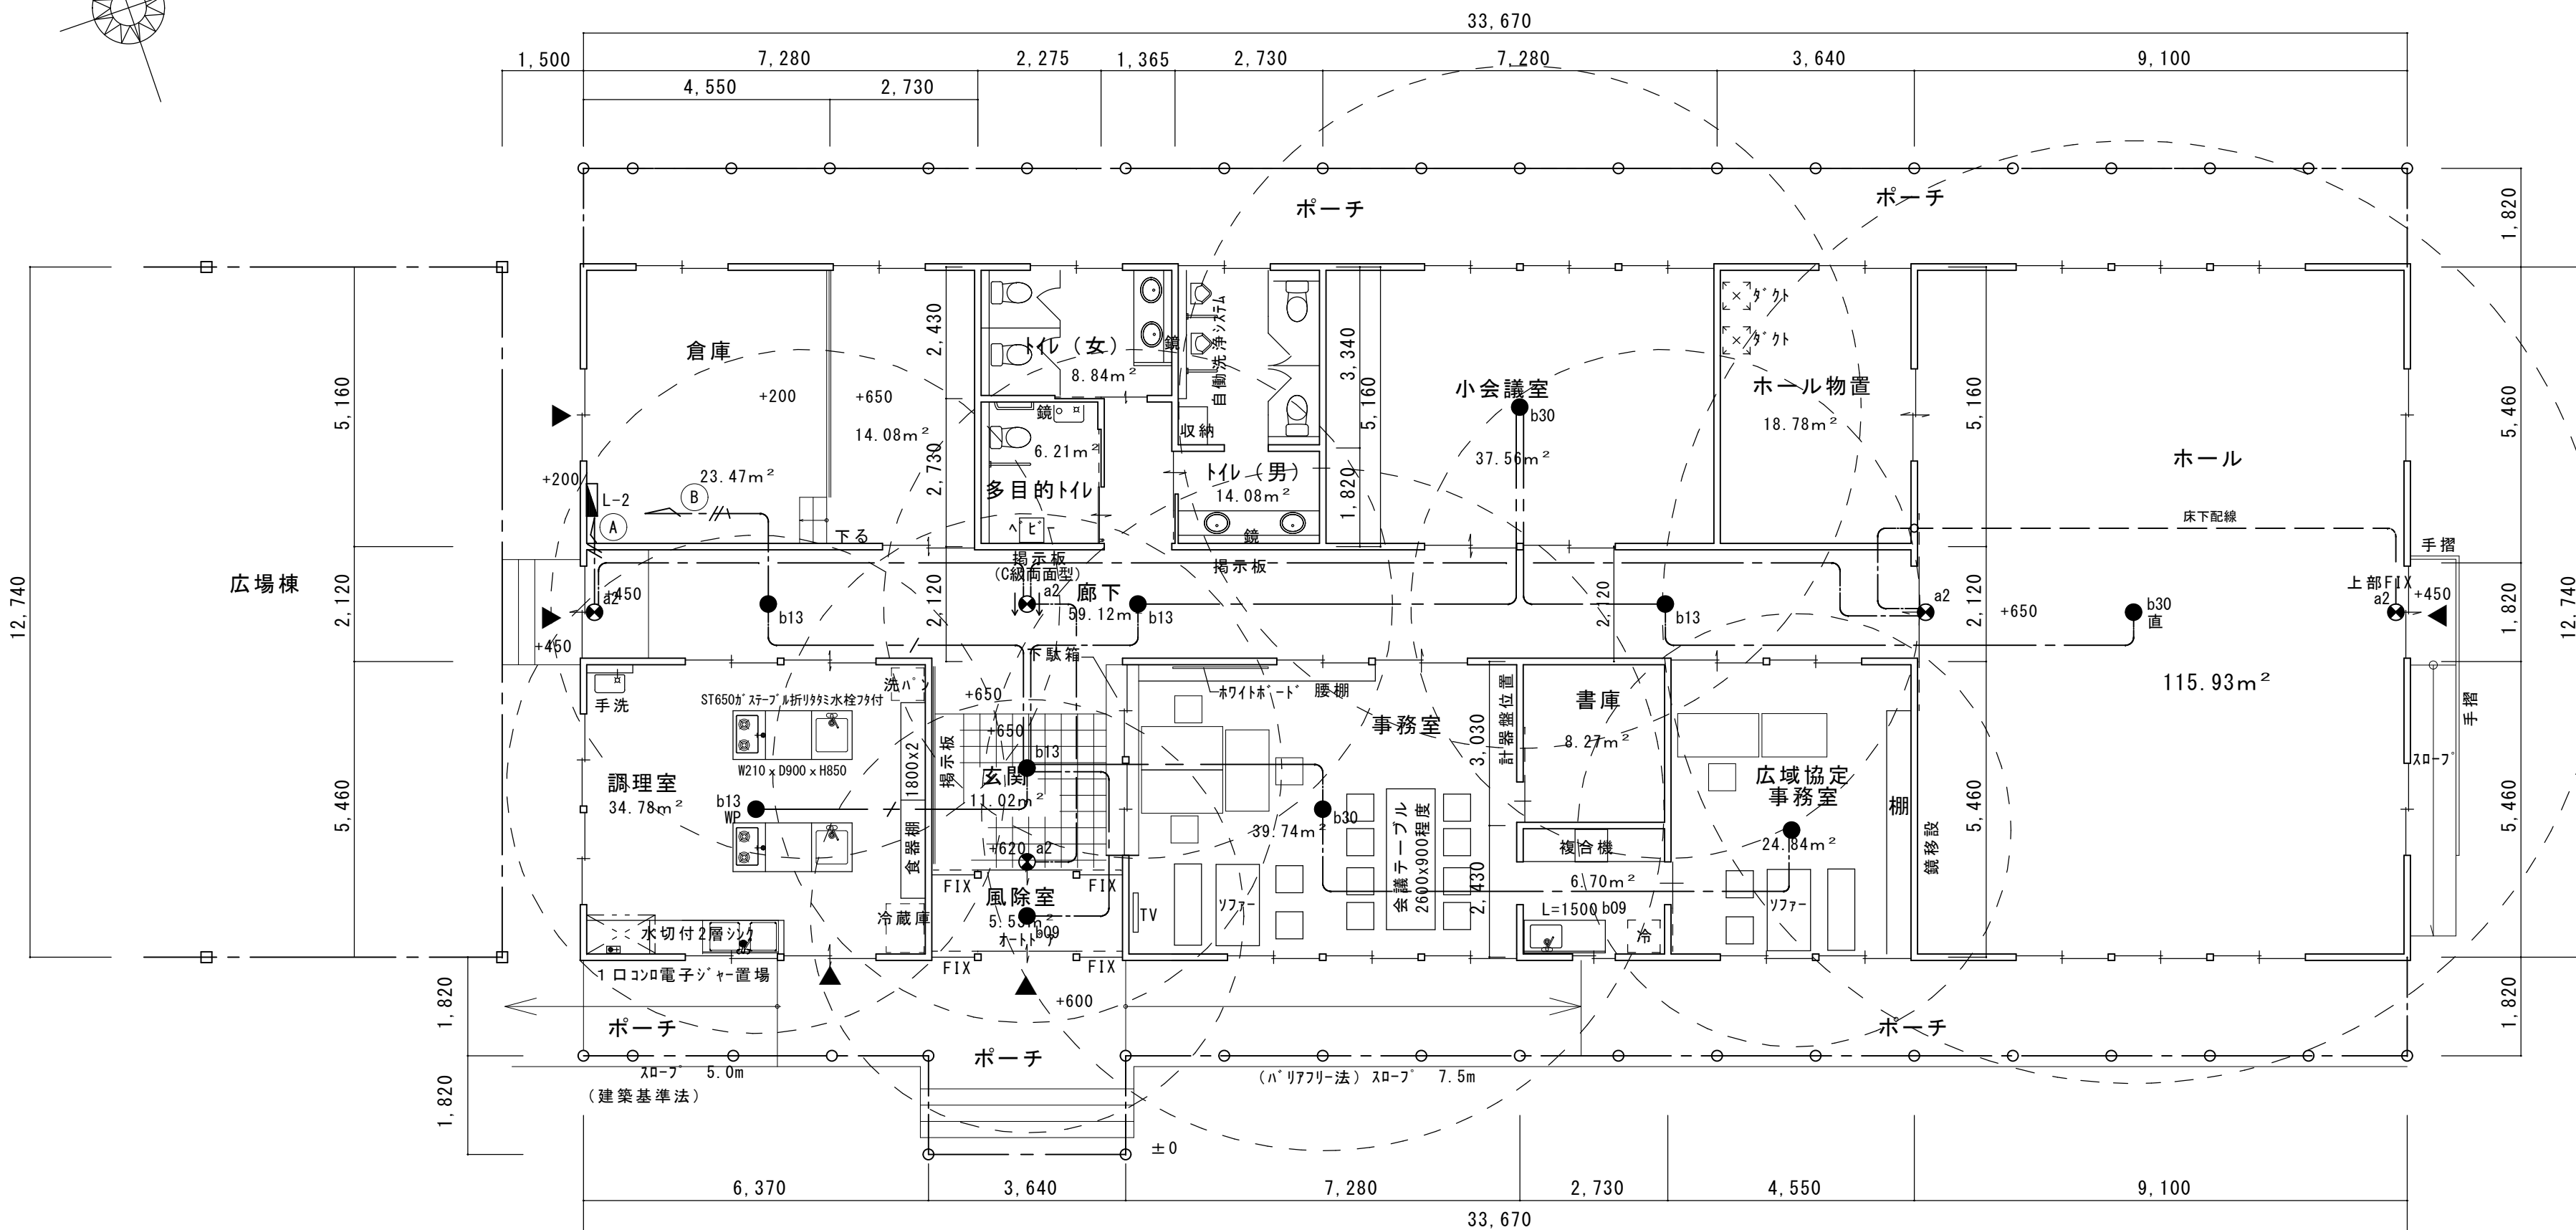 33,670
1,500
7,280
2,275
1,365
2,730
7,280
3,640
9,100
4,550
2,730
ポーチ
ポーチ
1,820
倉庫
+200
+650
14.08m²
23.47m²
2,430
2,730
トイレ（女）
8.84m²
鏡
自働洗浄システム
収納
鏡
6.21m²
多目的トイレ
ベビー
トイレ（男）
14.08m²
鏡
3,340
5,160
1,820
小会議室
b30
37.56m²
ダクト
ダクト
ホール物置
18.78m²
5,160
ホール
5,460
5,160
+200
L-2
A
B
下る
掲示板
(C級両面型)
掲示板
床下配線
手摺
12,740
広場棟
2,120
a2
+450
+450
b13
2,120
a2
廊下
59.12m²
b13
2,120
b13
a2
2,120
+650
b30
直
上部FIX
a2
+450
1,820
12,740
下駄箱
洗パン
+650
ホワイトボード
腰棚
手洗
ST650ガステーブル折リタタミ水栓フタ付
W210ｘD900ｘH850
調理室
34.78m²
b13
WP
1800x2
食器棚
冷蔵庫
掲示板
+650
b13
玄関
11.02m²
+620
a2
風除室
5.53m²
b09
FIX
FIX
FIX
FIX
事務室
39.74m²
b30
会議テーブル
2600x900程度
TV
ソファー
3,030
2,430
計器盤位置
書庫
8.27m²
複合機
6.70m²
L=1500
b09
冷
広域協定
事務室
24.84m²
ソファー
棚
鏡移設
5,460
115.93m²
手摺
スロープ
5,460
5,460
水切付2層シンク
1口コンロ電子ジャー置場
+600
1,820
ポーチ
ポーチ
ポーチ
1,820
スロープ 5.0m
（建築基準法）
（バリアフリー法）スロープ 7.5m
1,820
±0
6,370
3,640
7,280
2,730
4,550
9,100
33,670